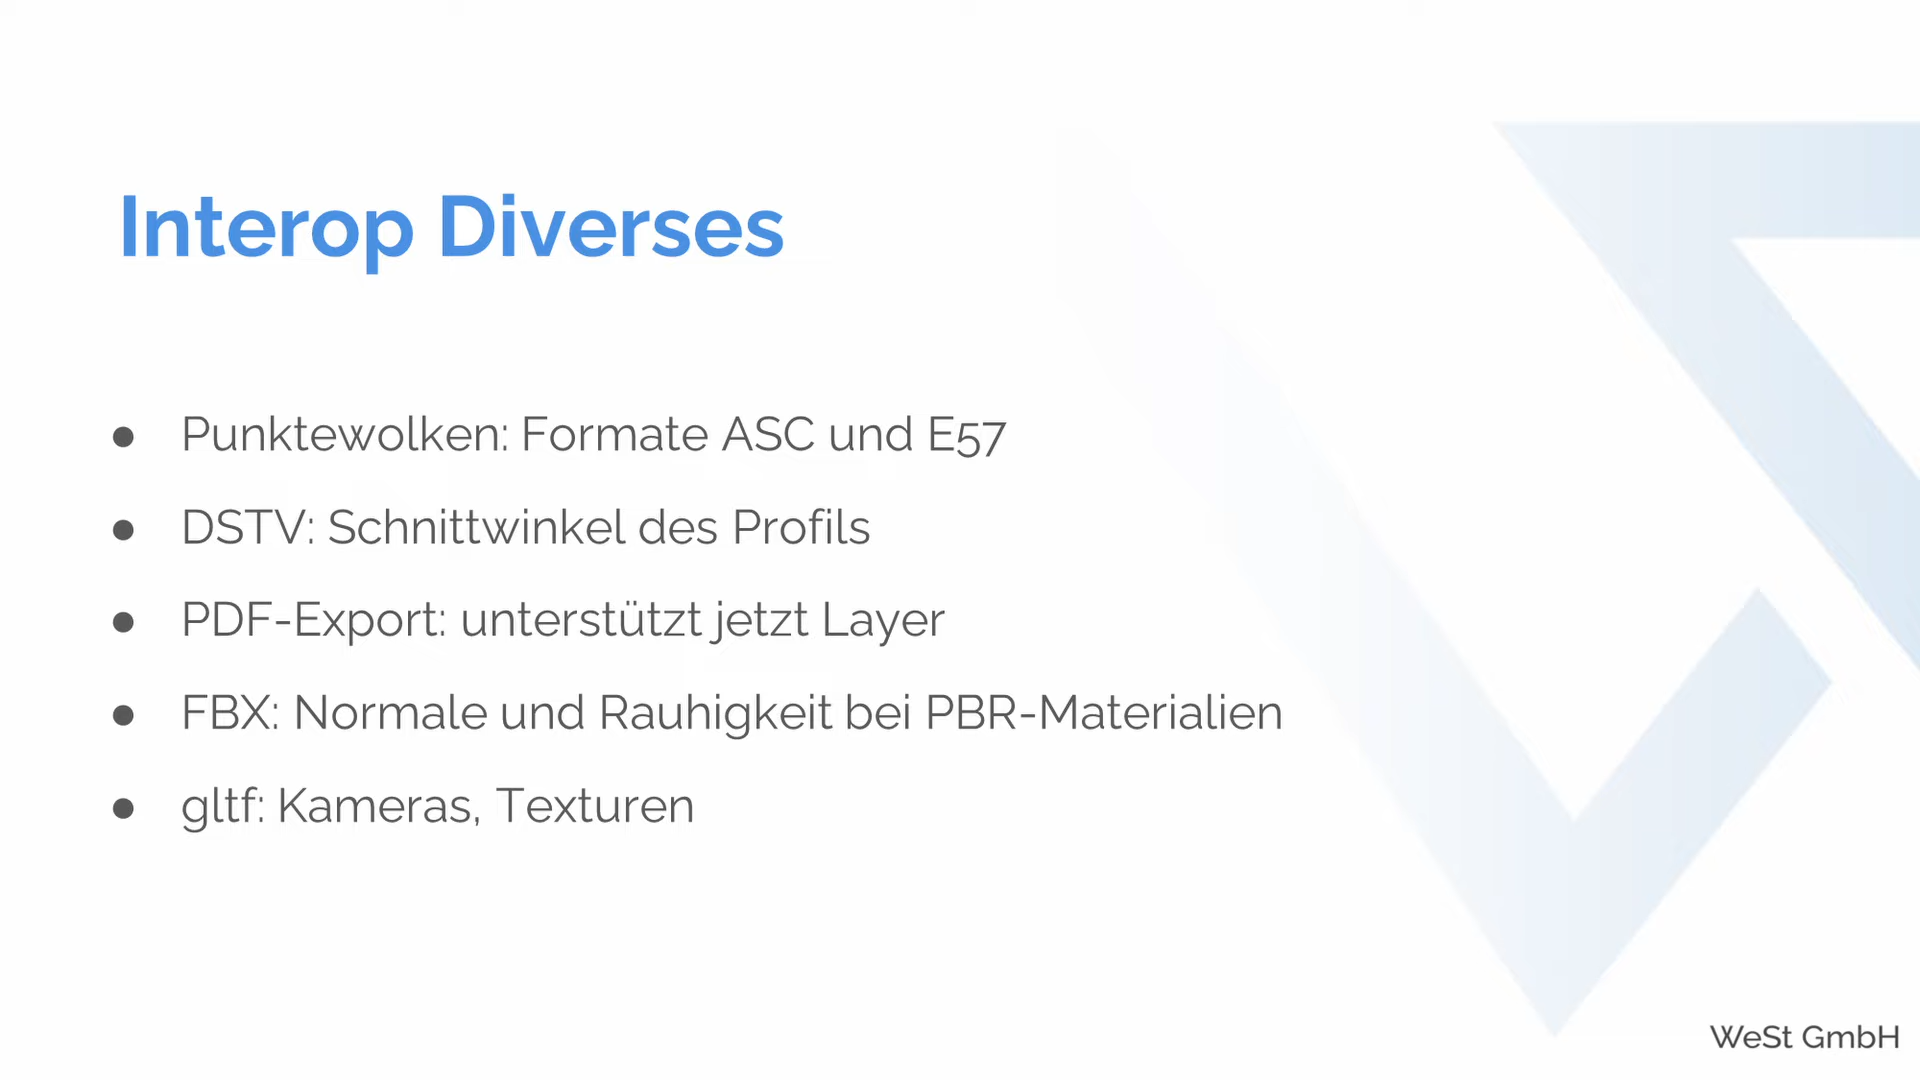 Interop Diverses
● Punktewolken: Formate ASC und E57
● DSTV: Schnittwinkel des Profils
● PDF-Export: unterstützt jetzt Layer
● FBX: Normale und Rauhigkeit bei PBR-Materialien
● gltf: Kameras, Texturen
WeSt GmbH